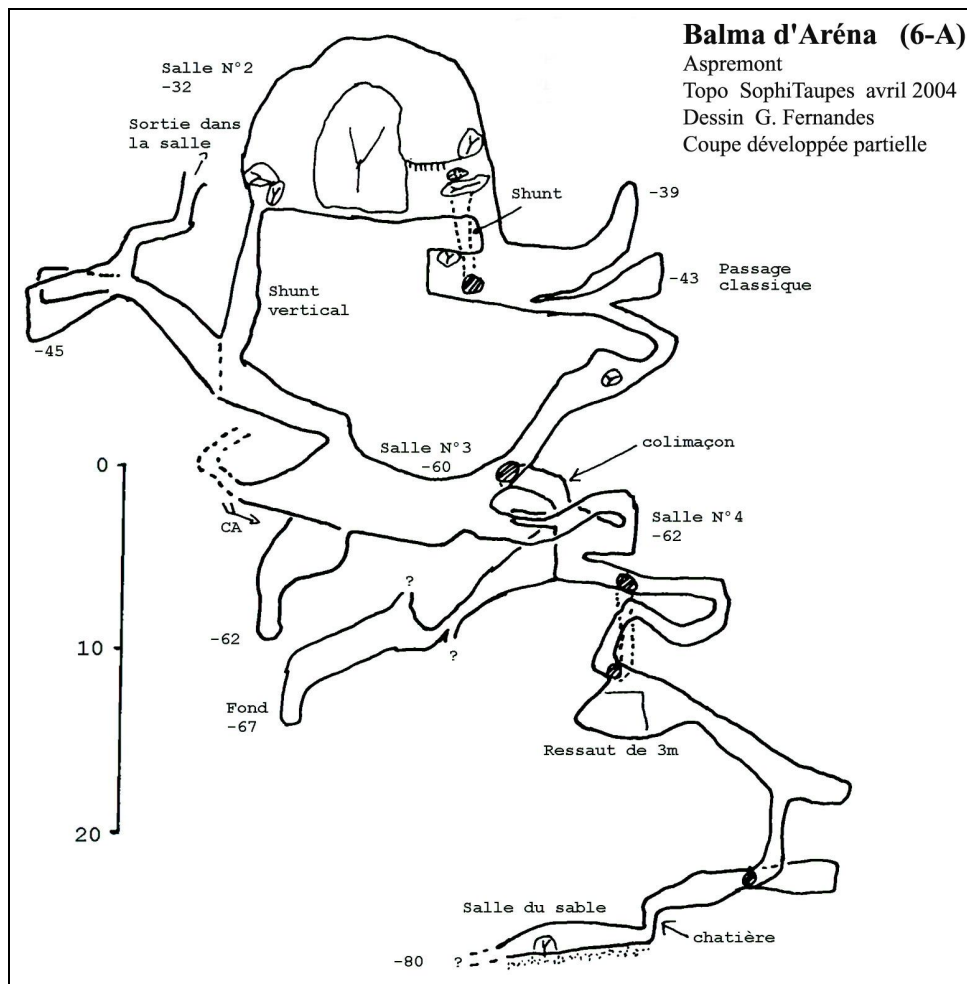 Balma d'Aréna (6-A)
Aspremont
Topo SophiTaupes avril 2004
Dessin G. Fernandes
Coupe développée partielle
Salle N°2
-32
Sortie dans
la salle
?
Shunt
-39
-43
Passage
classique
Shunt
vertical
-45
Salle N°3
-60
colimaçon
0
CA
Salle N°4
-62
?
-62
?
10
Fond
-67
Ressaut de 3m
20
Salle du sable
chatière
-80 ?